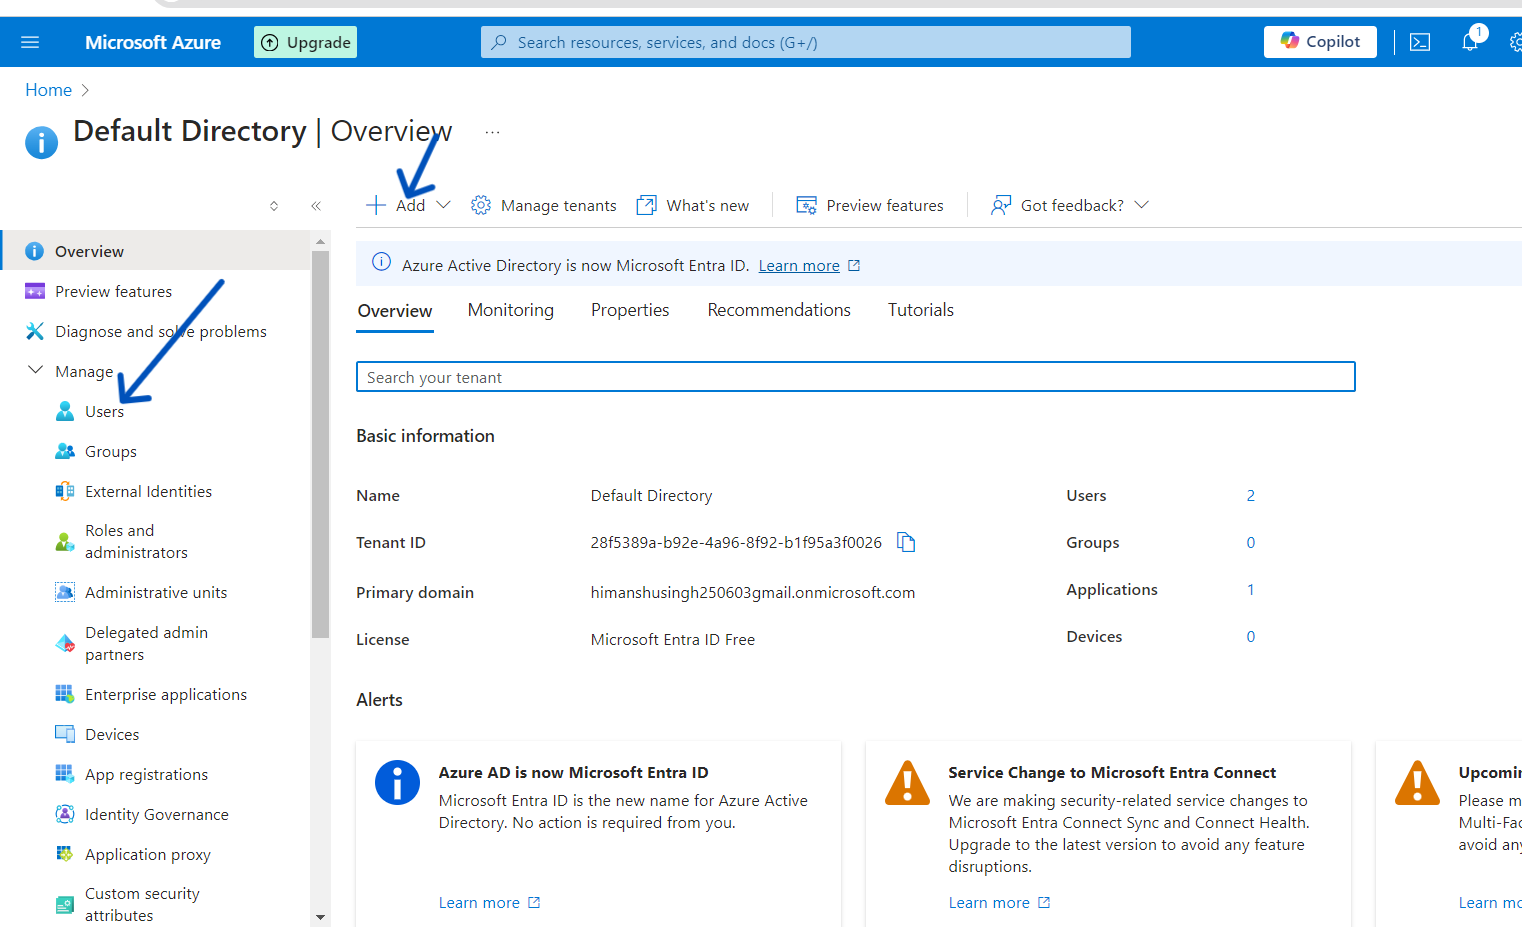 Microsoft Azure
Upgrade
Search resources, services, and docs (G+/)
Copilot
1
Home
Default Directory | Overview
...
Add
Manage tenants
What's new
Preview features
Got feedback?
Overview
Preview features
Diagnose and solve problems
Manage
Users
Groups
External Identities
Roles and
administrators
Administrative units
Delegated admin
partners
Enterprise applications
Devices
App registrations
Identity Governance
Application proxy
Custom security
attributes
Azure Active Directory is now Microsoft Entra ID. Learn more
Overview
Monitoring
Properties
Recommendations
Tutorials
Search your tenant
Basic information
Name
Default Directory
Users
2
Tenant ID
28f5389a-b92e-4a96-8f92-b1f95a3f0026
Groups
0
Primary domain
himanshusingh250603gmail.onmicrosoft.com
Applications
1
License
Microsoft Entra ID Free
Devices
0
Alerts
Azure AD is now Microsoft Entra ID
Microsoft Entra ID is the new name for Azure Active
Directory. No action is required from you.
Learn more
Service Change to Microsoft Entra Connect
We are making security-related service changes to
Microsoft Entra Connect Sync and Connect Health.
Upgrade to the latest version to avoid any feature
disruptions.
Learn more
Upcomin
Please m
Multi-Fac
avoid any
Learn mo